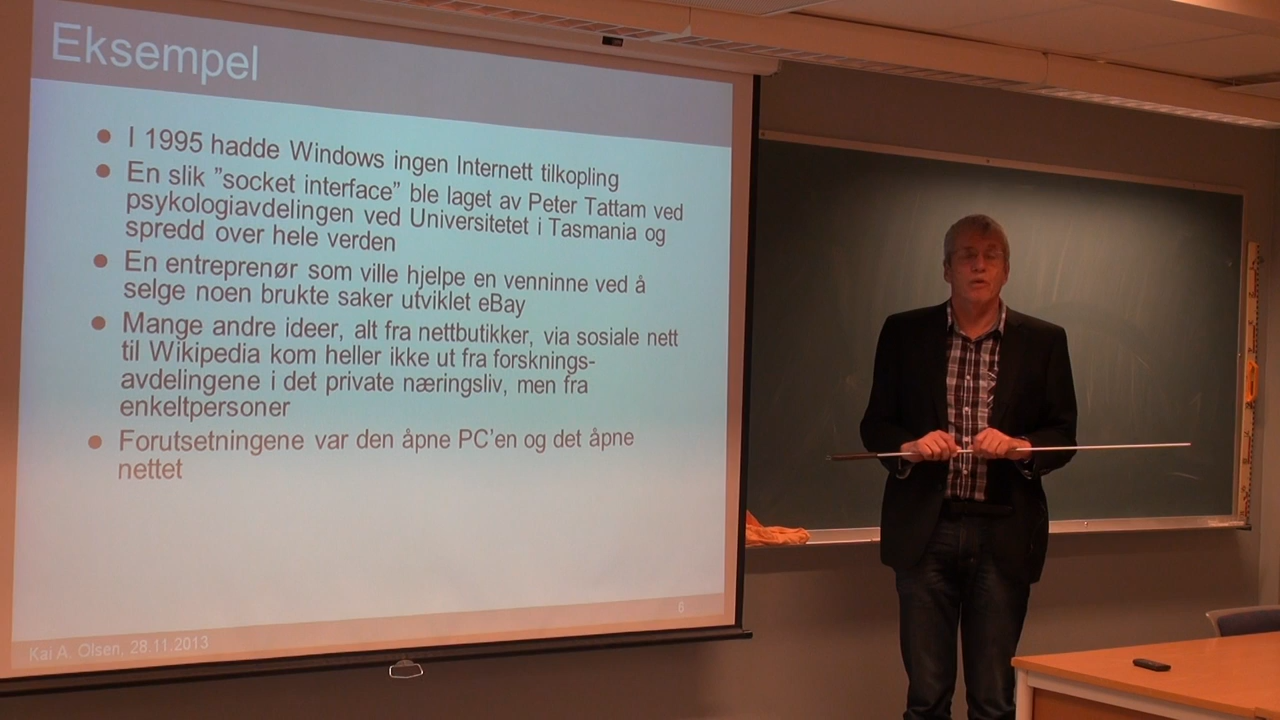 Eksempel
I 1995 hadde Windows ingen Internett tilkopling
En slik ”socket interface” ble laget av Peter Tattam ved
psykologiavdelingen ved Universitetet i Tasmania og
spredd over hele verden
En entreprenør som ville hjelpe en venninne ved å
selge noen brukte saker utviklet eBay
Mange andre ideer, alt fra nettbutikker, via sosiale nett
til Wikipedia kom heller ikke ut fra forsknings-
avdelingene i det private næringsliv, men fra
enkeltpersoner
Forutsetningene var den åpne PC’en og det åpne
nettet
6
Kai A. Olsen, 28.11.2013